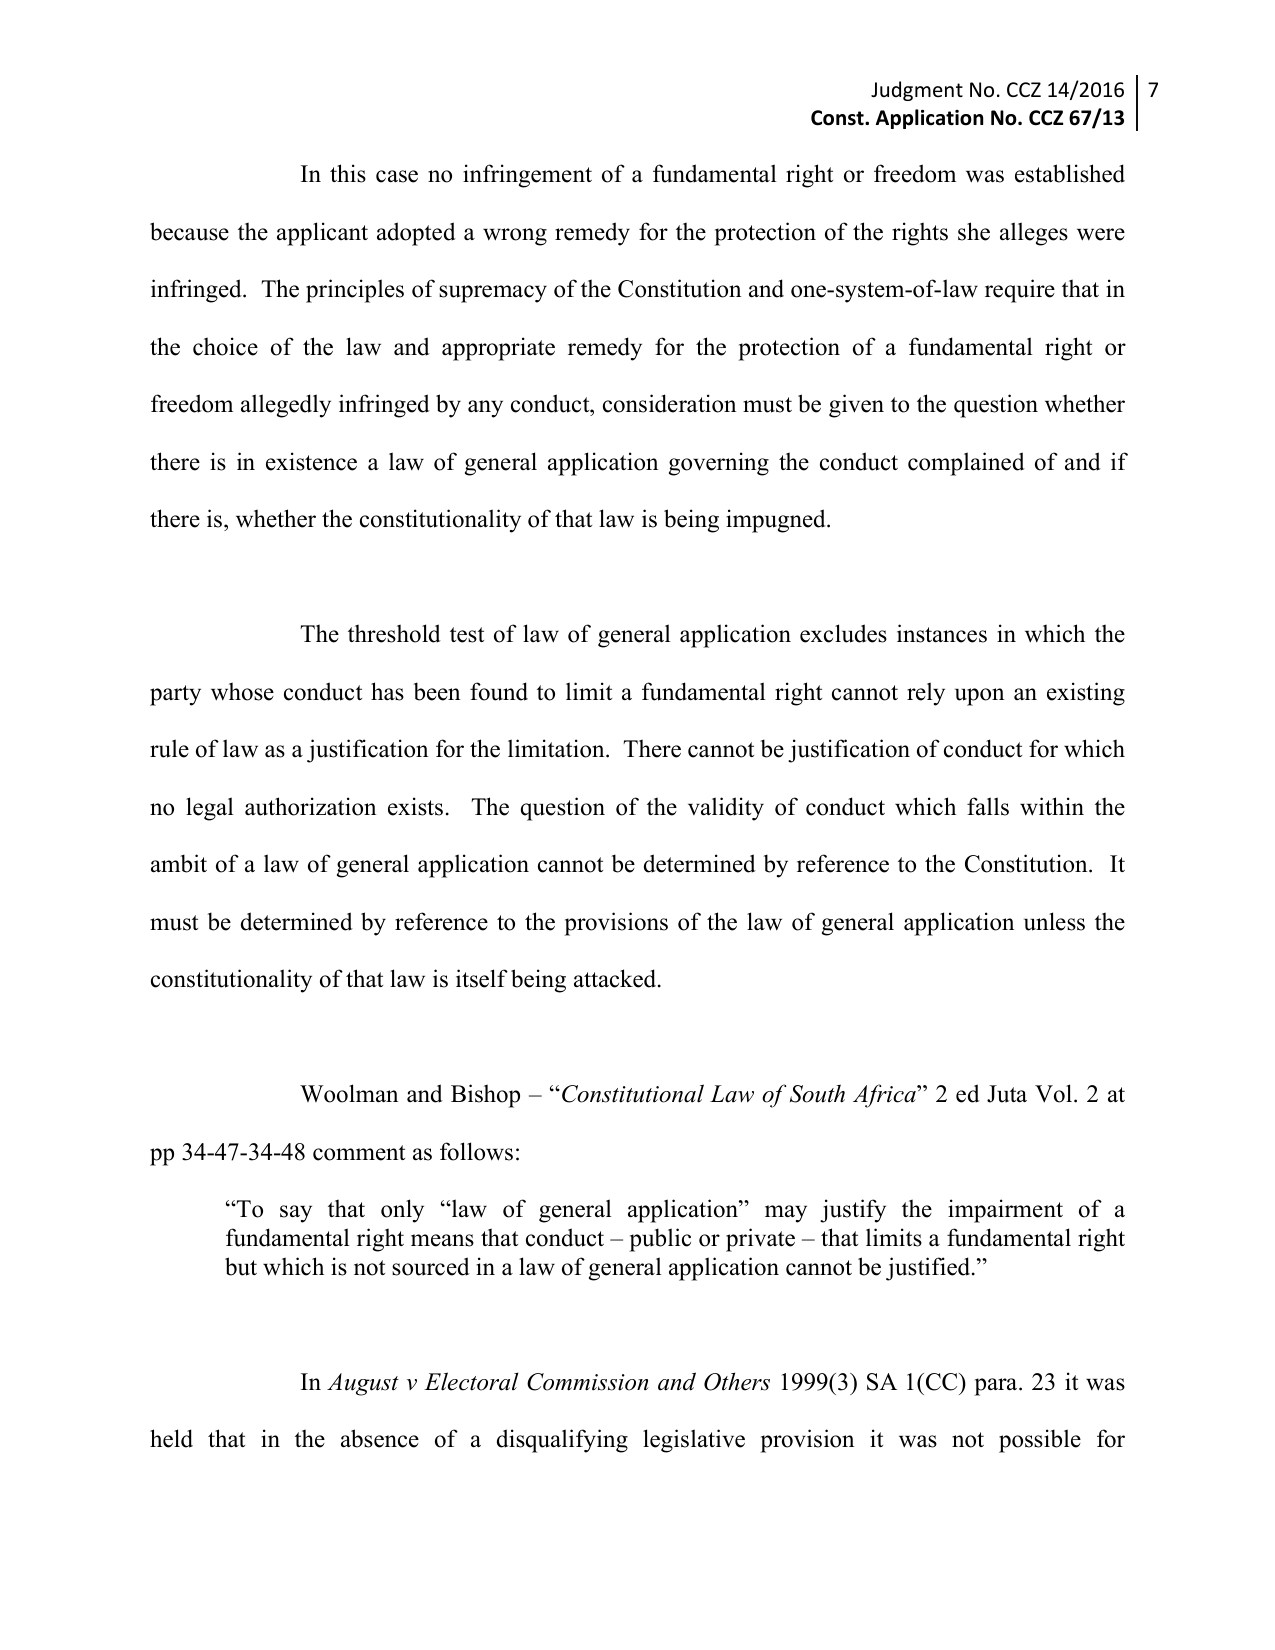 Judgment No. CCZ 14/2016 7
Const. Application No. CCZ 67/13
In this case no infringement of a fundamental right or freedom was established
because the applicant adopted a wrong remedy for the protection of the rights she alleges were
infringed.  The principles of supremacy of the Constitution and one-system-of-law require that in
the choice of the law and appropriate remedy for the protection of a fundamental right or
freedom allegedly infringed by any conduct, consideration must be given to the question whether
there is in existence a law of general application governing the conduct complained of and if
there is, whether the constitutionality of that law is being impugned.
The threshold test of law of general application excludes instances in which the
party whose conduct has been found to limit a fundamental right cannot rely upon an existing
rule of law as a justification for the limitation.  There cannot be justification of conduct for which
no legal authorization exists.  The question of the validity of conduct which falls within the
ambit of a law of general application cannot be determined by reference to the Constitution.  It
must be determined by reference to the provisions of the law of general application unless the
constitutionality of that law is itself being attacked.
Woolman and Bishop – “Constitutional Law of South Africa” 2 ed Juta Vol. 2 at
pp 34-47-34-48 comment as follows:
“To say that only “law of general application” may justify the impairment of a
fundamental right means that conduct – public or private – that limits a fundamental right
but which is not sourced in a law of general application cannot be justified.”
In August v Electoral Commission and Others 1999(3) SA 1(CC) para. 23 it was
held that in the absence of a disqualifying legislative provision it was not possible for